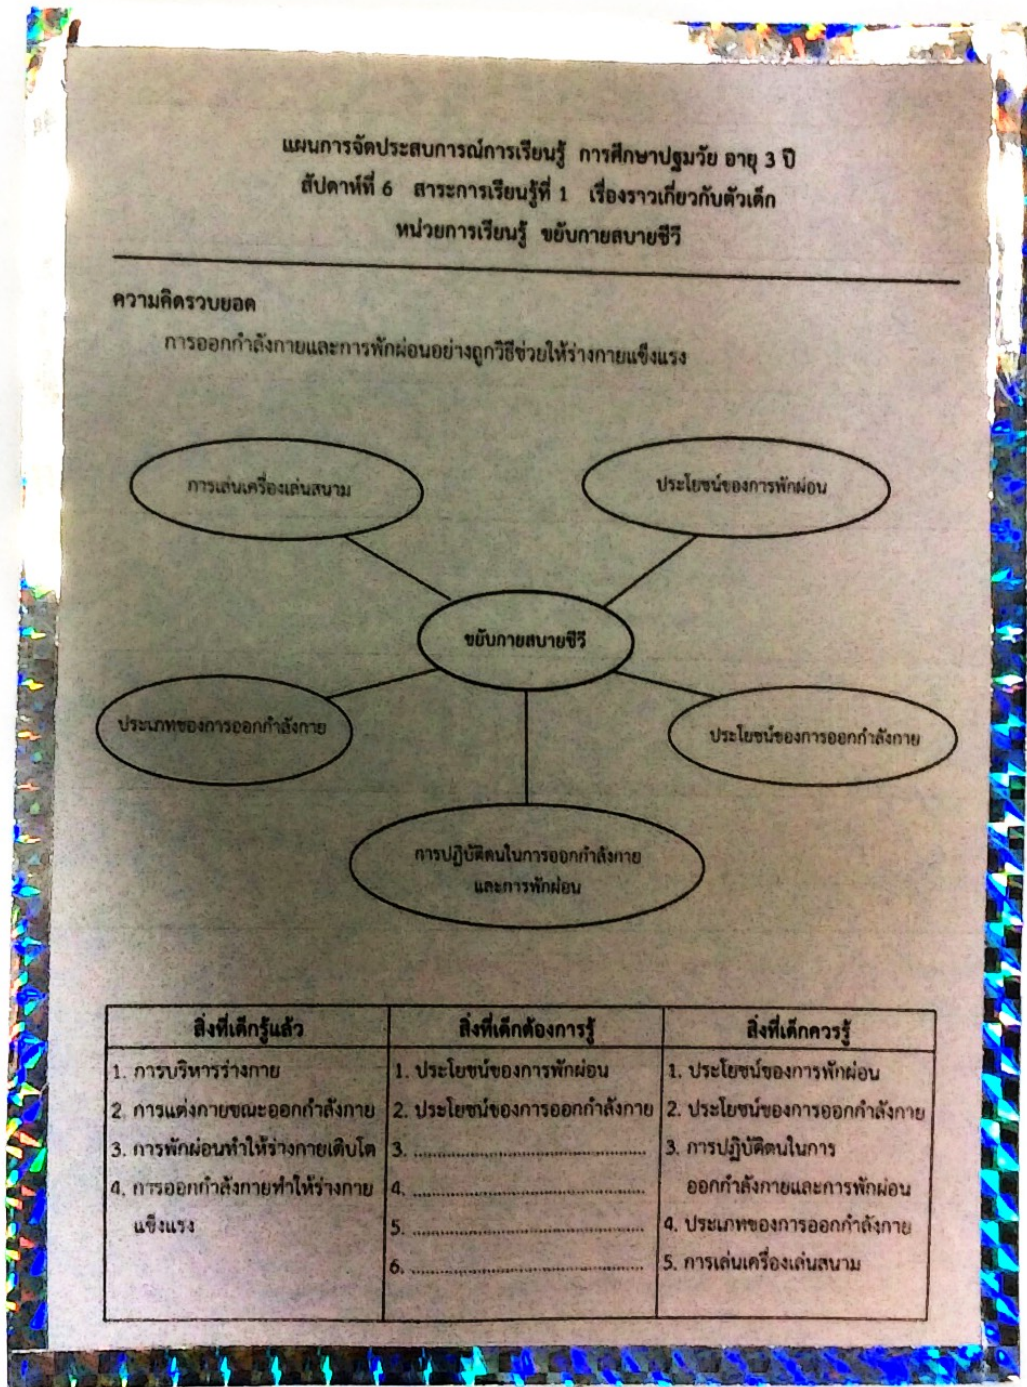 แผนการจัดประสบการณ์การเรียนรู้ การศึกษาปฐมวัย อายุ 3 ปี
สัปดาห์ที่ 6 สาระการเรียนรู้ที่ 1 เรื่องราวเกี่ยวกับตัวเด็ก
หน่วยการเรียนรู้ ขยับกายสบายชีวี
ความคิดรวบยอด
การออกกำลังกายและการพักผ่อนอย่างถูกวิธีช่วยให้ร่างกายแข็งแรง
การเล่นเครื่องเล่นสนาม
ประโยชน์ของการพักผ่อน
ขยับกายสบายชีวี
ประเภทของการออกกำลังกาย
ประโยชน์ของการออกกำลังกาย
การปฏิบัติตนในการออกกำลังกาย
และการพักผ่อน
สิ่งที่เด็กรู้แล้ว
1. การบริหารร่างกาย
2. การแต่งกายขณะออกกำลังกาย
3. การพักผ่อนทำให้ร่างกายเติบโต
4. การออกกำลังกายทำให้ร่างกาย
แข็งแรง
สิ่งที่เด็กต้องการรู้
1. ประโยชน์ของการพักผ่อน
2. ประโยชน์ของการออกกำลังกาย
3. ..........................................
4. ..........................................
5. ..........................................
6. ..........................................
สิ่งที่เด็กควรรู้
1. ประโยชน์ของการพักผ่อน
2. ประโยชน์ของการออกกำลังกาย
3. การปฏิบัติตนในการ
ออกกำลังกายและการพักผ่อน
4. ประเภทของการออกกำลังกาย
5. การเล่นเครื่องเล่นสนาม